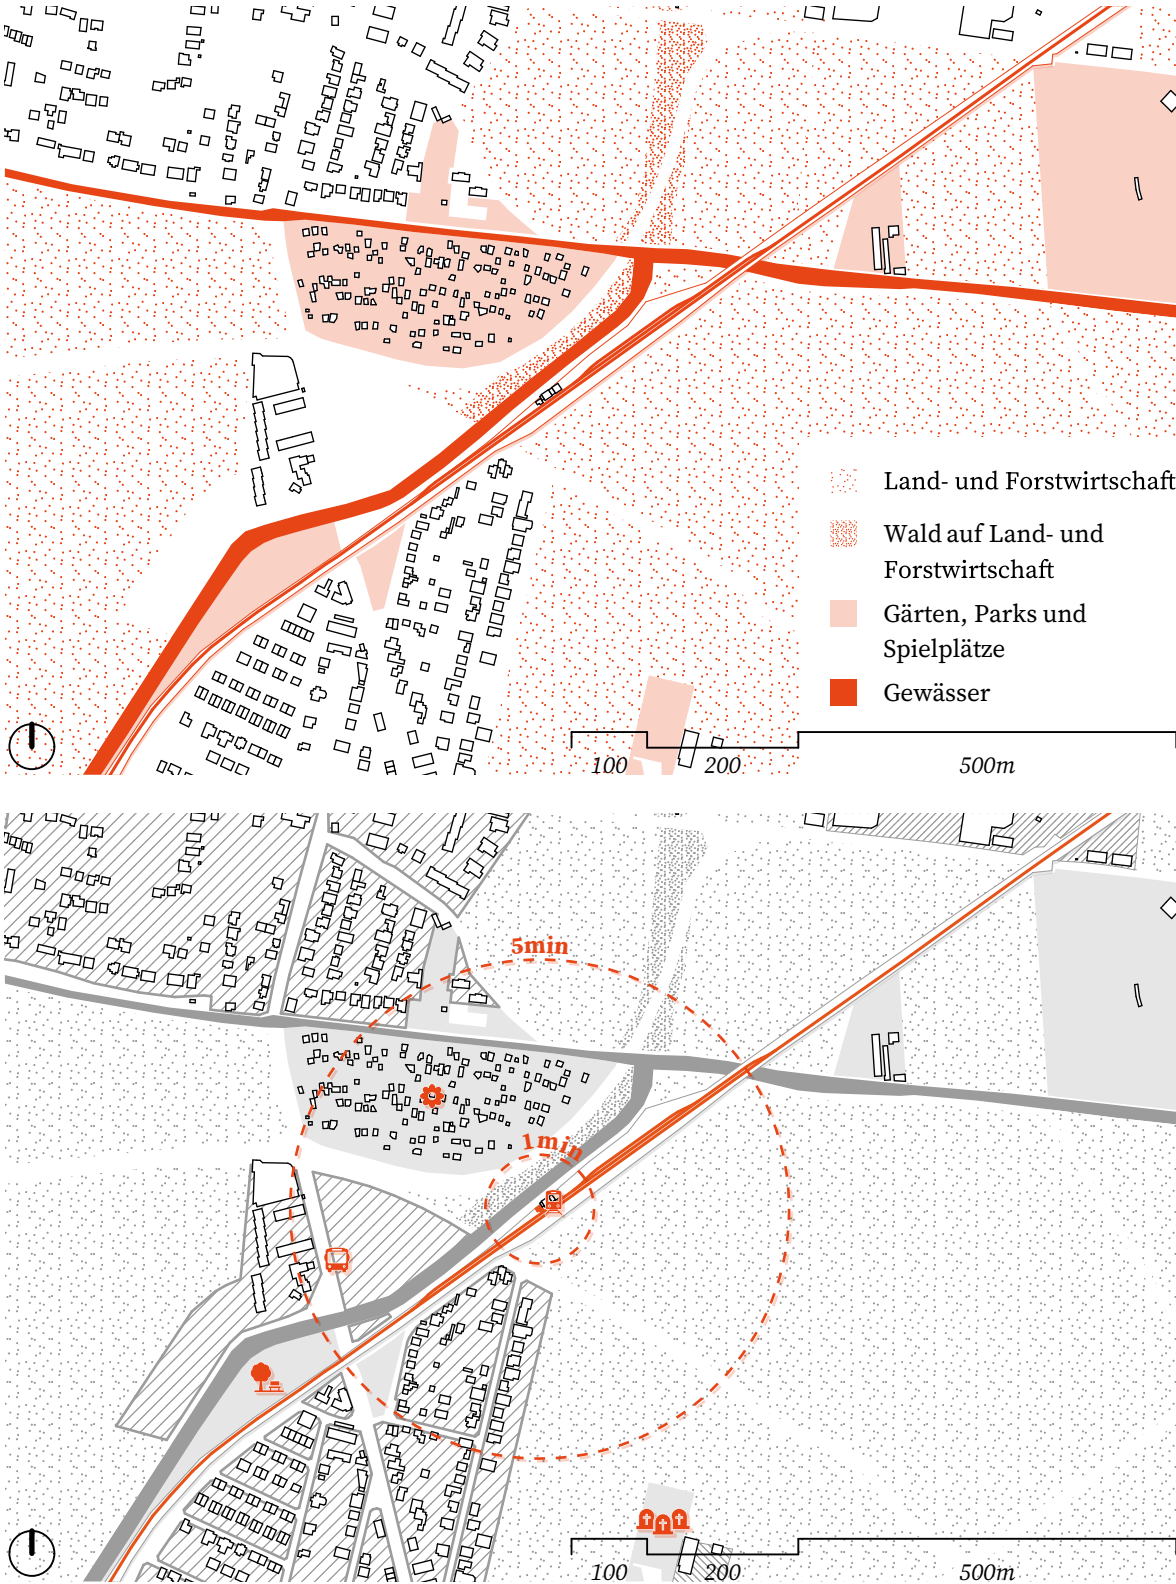 Land- und Forstwirtschaft
Wald auf Land- und
Forstwirtschaft
Gärten, Parks und
Spielplätze
Gewässer
100 200 500m
5min
1min
100 200 500m